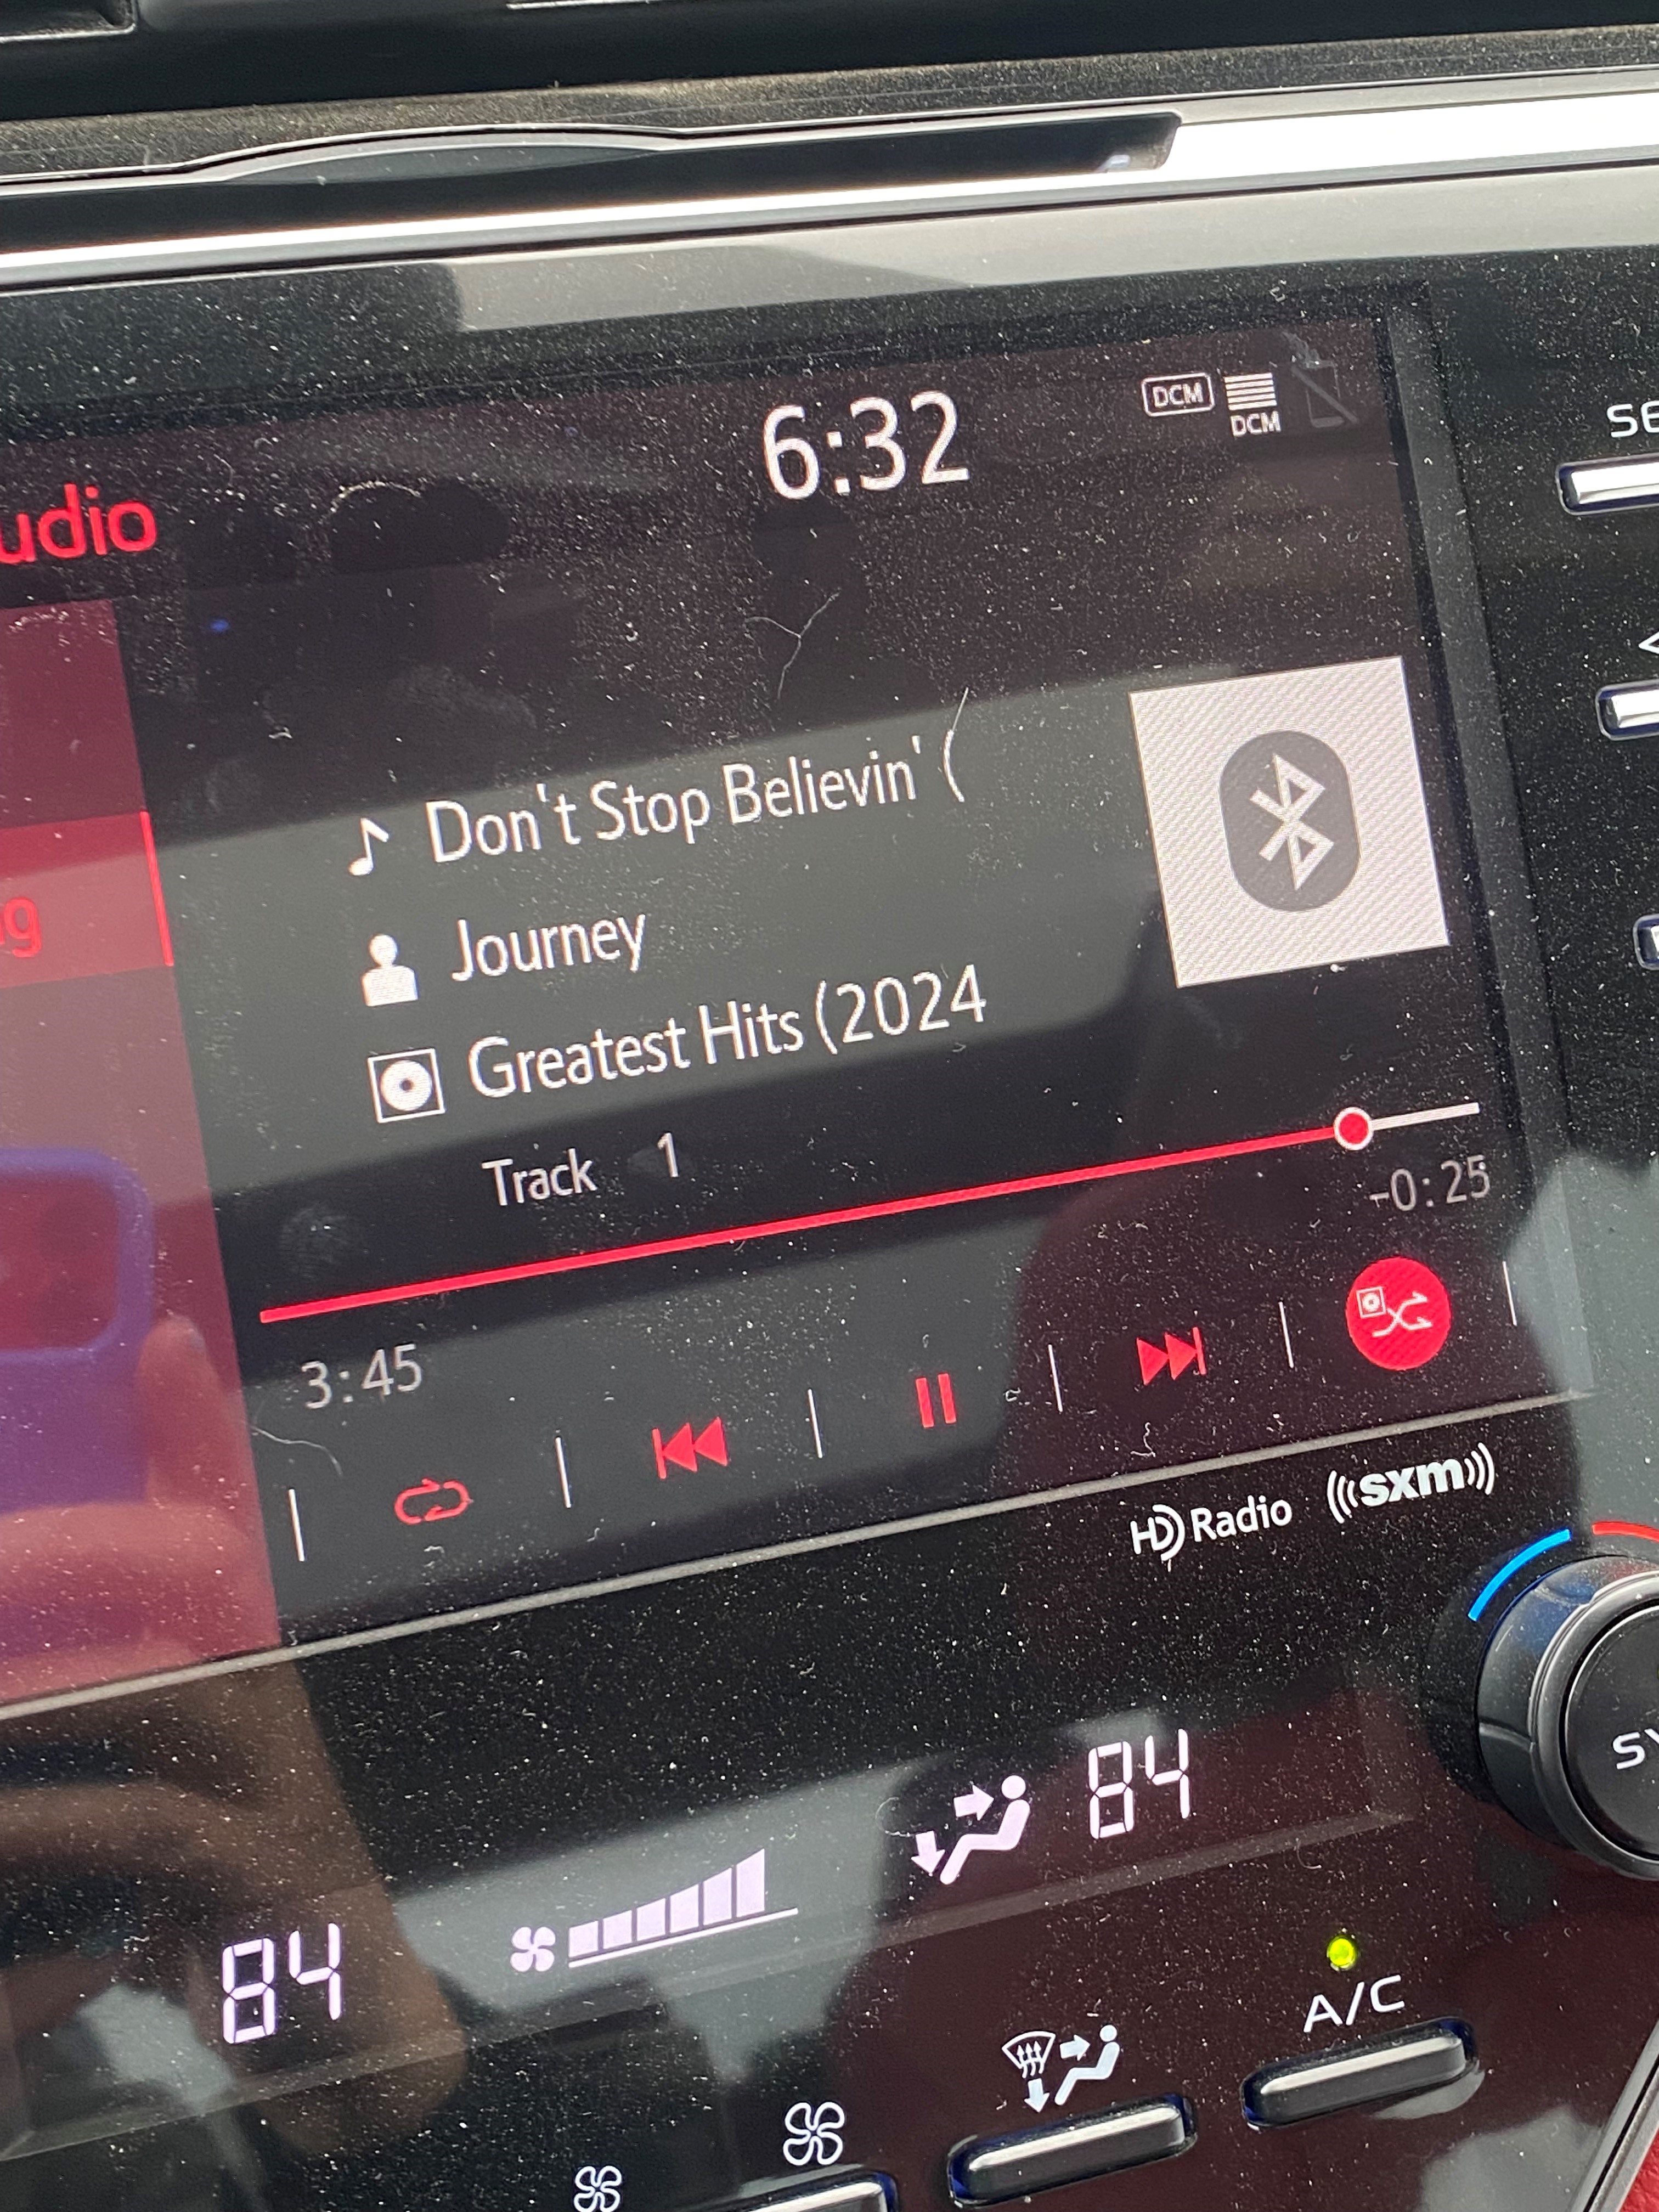 6:32
DCM
DCM
udio
Don't Stop Believin' (
Journey
Greatest Hits (2024
Track 1
-0:25
3:45
HD Radio
sxm
84
84
A/C